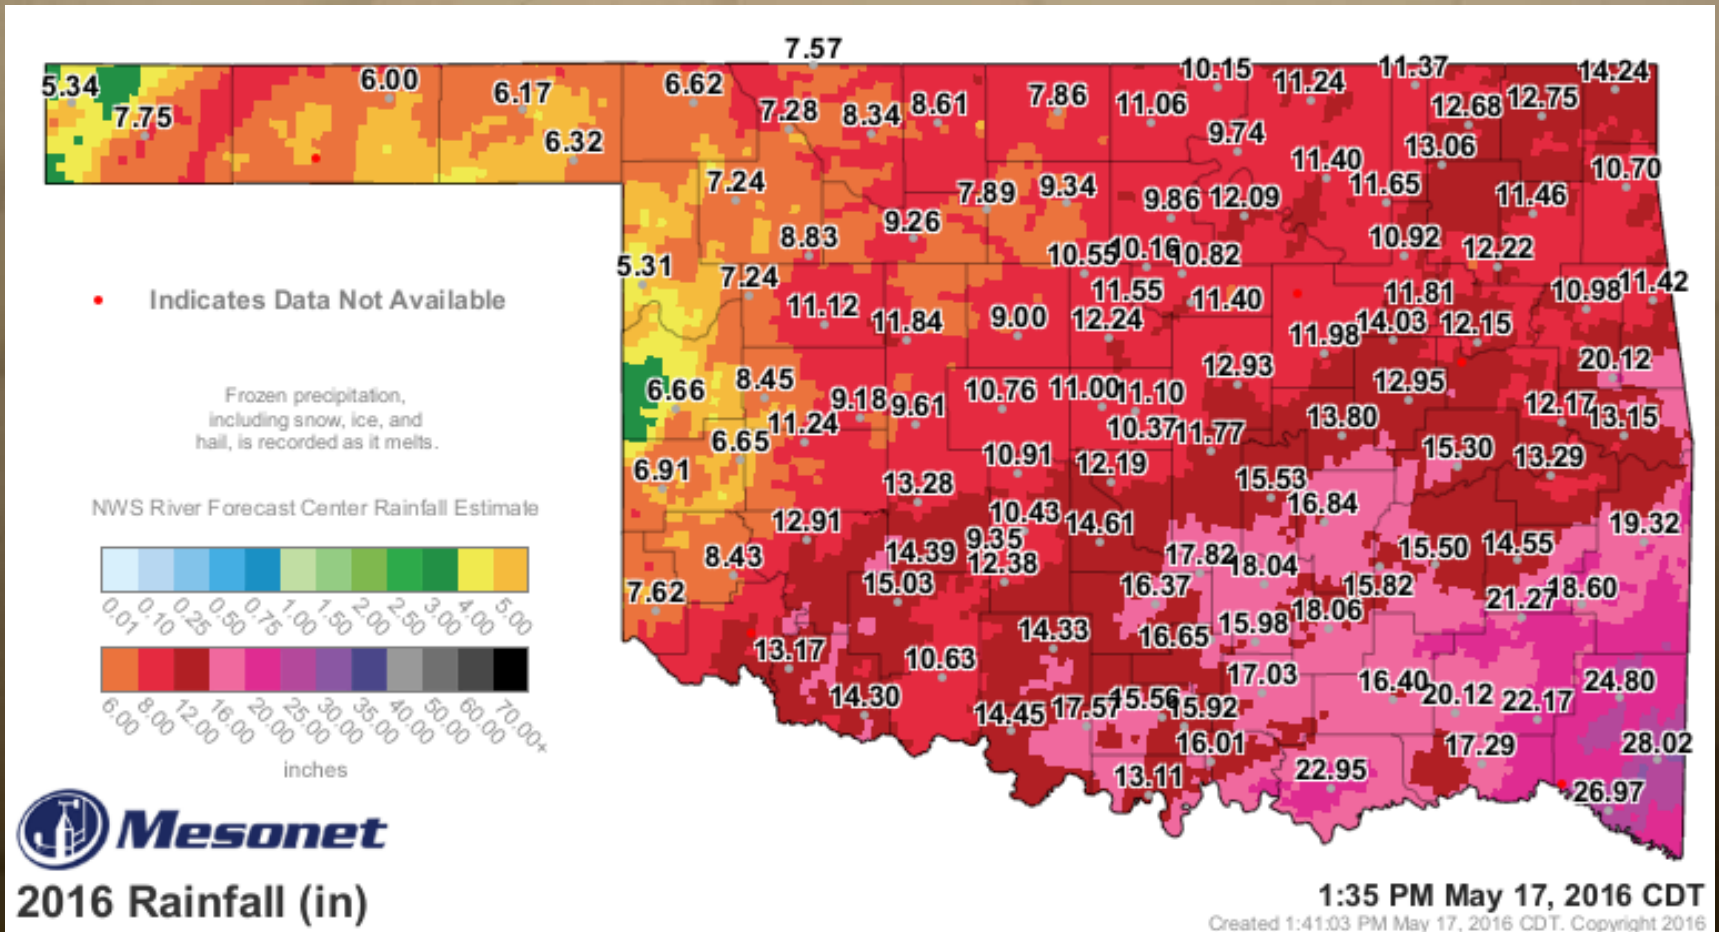 7.57
10.15 11.24 11.37 14.24
5.34 6.00 6.17 6.62
7.75 7.28 8.34 8.61 7.86 11.06 12.68 12.75
6.32 9.74 13.06
11.40 10.70
7.24 7.89 9.34 9.86 12.09 11.65 11.46
8.83 9.26 10.92 12.22
5.31 10.55 10.16 10.82
7.24 11.55 11.40 11.81 10.98 11.42
Indicates Data Not Available
11.12 11.84 9.00 12.24 11.98 14.03 12.15
12.93 20.12
6.66 8.45 10.76 11.00 11.10 12.95
Frozen precipitation,
including snow, ice, and
hail, is recorded as it melts.
9.18 9.61 12.17 13.15
11.24 10.37 11.77 13.80
6.65 10.91 12.19 15.30 13.29
6.91 13.28 15.53
NWS River Forecast Center Rainfall Estimate
16.84
12.91 10.43 14.61 19.32
8.43 14.39 9.35 17.82 15.50 14.55
12.38 18.04
7.62 15.03 16.37 15.82 21.27 18.60
0.01 0.10 0.25 0.50 0.75 1.00 1.50 2.00 2.50 3.00 4.00 5.00
14.33 16.65 15.98 18.06
13.17 10.63 17.03 16.40 24.80
14.30 14.45 17.57 15.56 15.92 20.12 22.17
6.00 8.00 12.00 16.00 20.00 25.00 30.00 35.00 40.00 50.00 60.00 70.00+
16.01 17.29 28.02
inches
13.11 22.95 26.97
Mesonet
2016 Rainfall (in)
1:35 PM May 17, 2016 CDT
Created 1:41:03 PM May 17, 2016 CDT. Copyright 2016